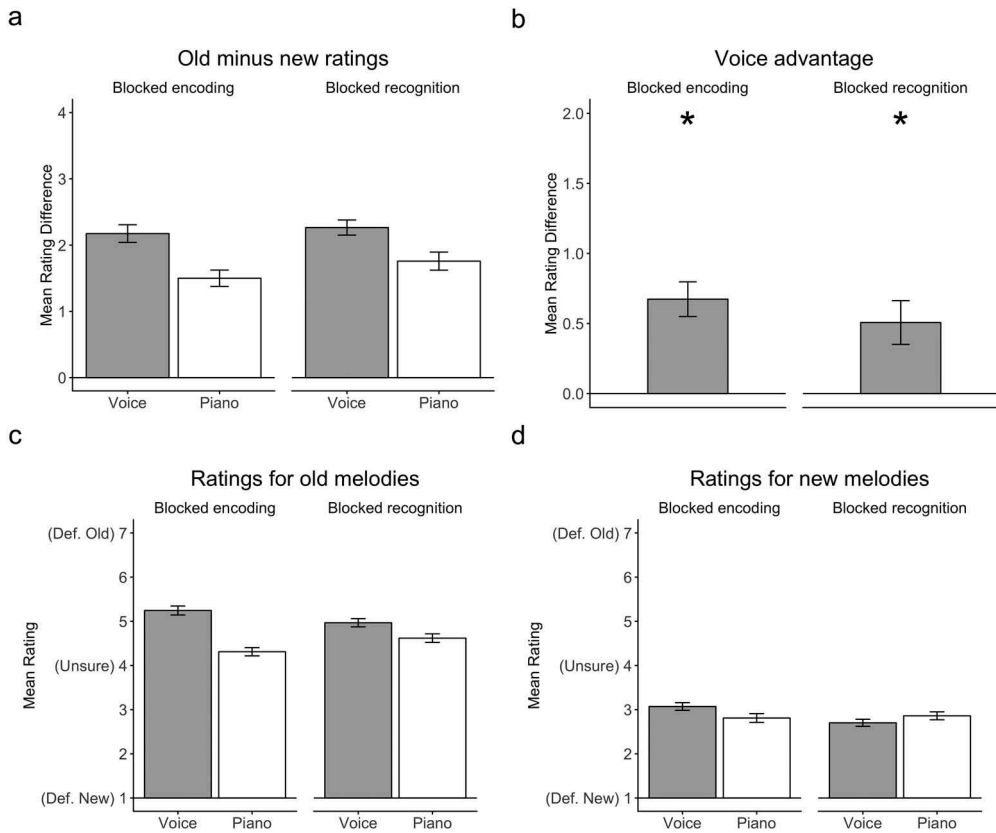 a
Old minus new ratings
Blocked encoding Blocked recognition
Mean Rating Difference
4
3
2
1
0
Voice Piano Voice Piano
b
Voice advantage
Blocked encoding Blocked recognition
* *
Mean Rating Difference
2.0
1.5
1.0
0.5
0.0
c
Ratings for old melodies
Blocked encoding Blocked recognition
Mean Rating
(Def. Old) 7
6
5
(Unsure) 4
3
2
(Def. New) 1
Voice Piano Voice Piano
d
Ratings for new melodies
Blocked encoding Blocked recognition
Mean Rating
(Def. Old) 7
6
5
(Unsure) 4
3
2
(Def. New) 1
Voice Piano Voice Piano